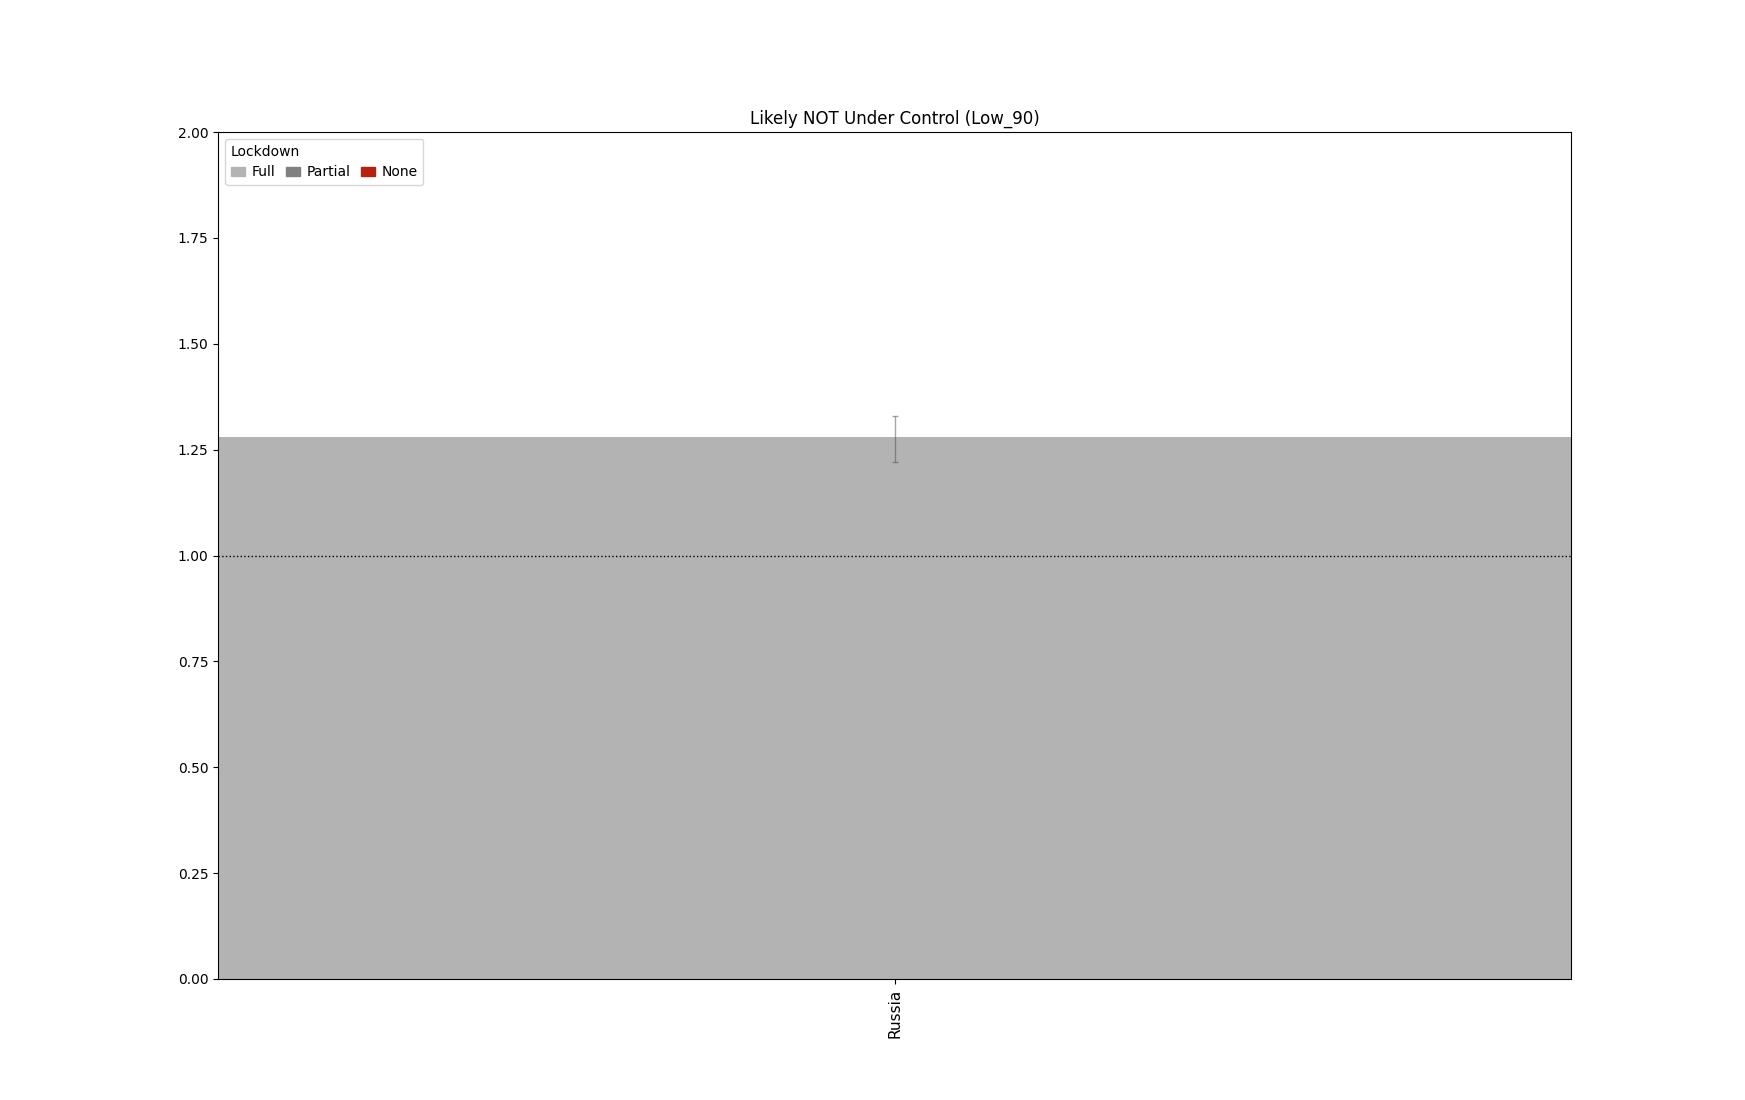 Likely NOT Under Control (Low_90)
2.00
Lockdown
Full Partial None
1.75
1.50
1.25
1.00
0.75
0.50
0.25
0.00
Russia